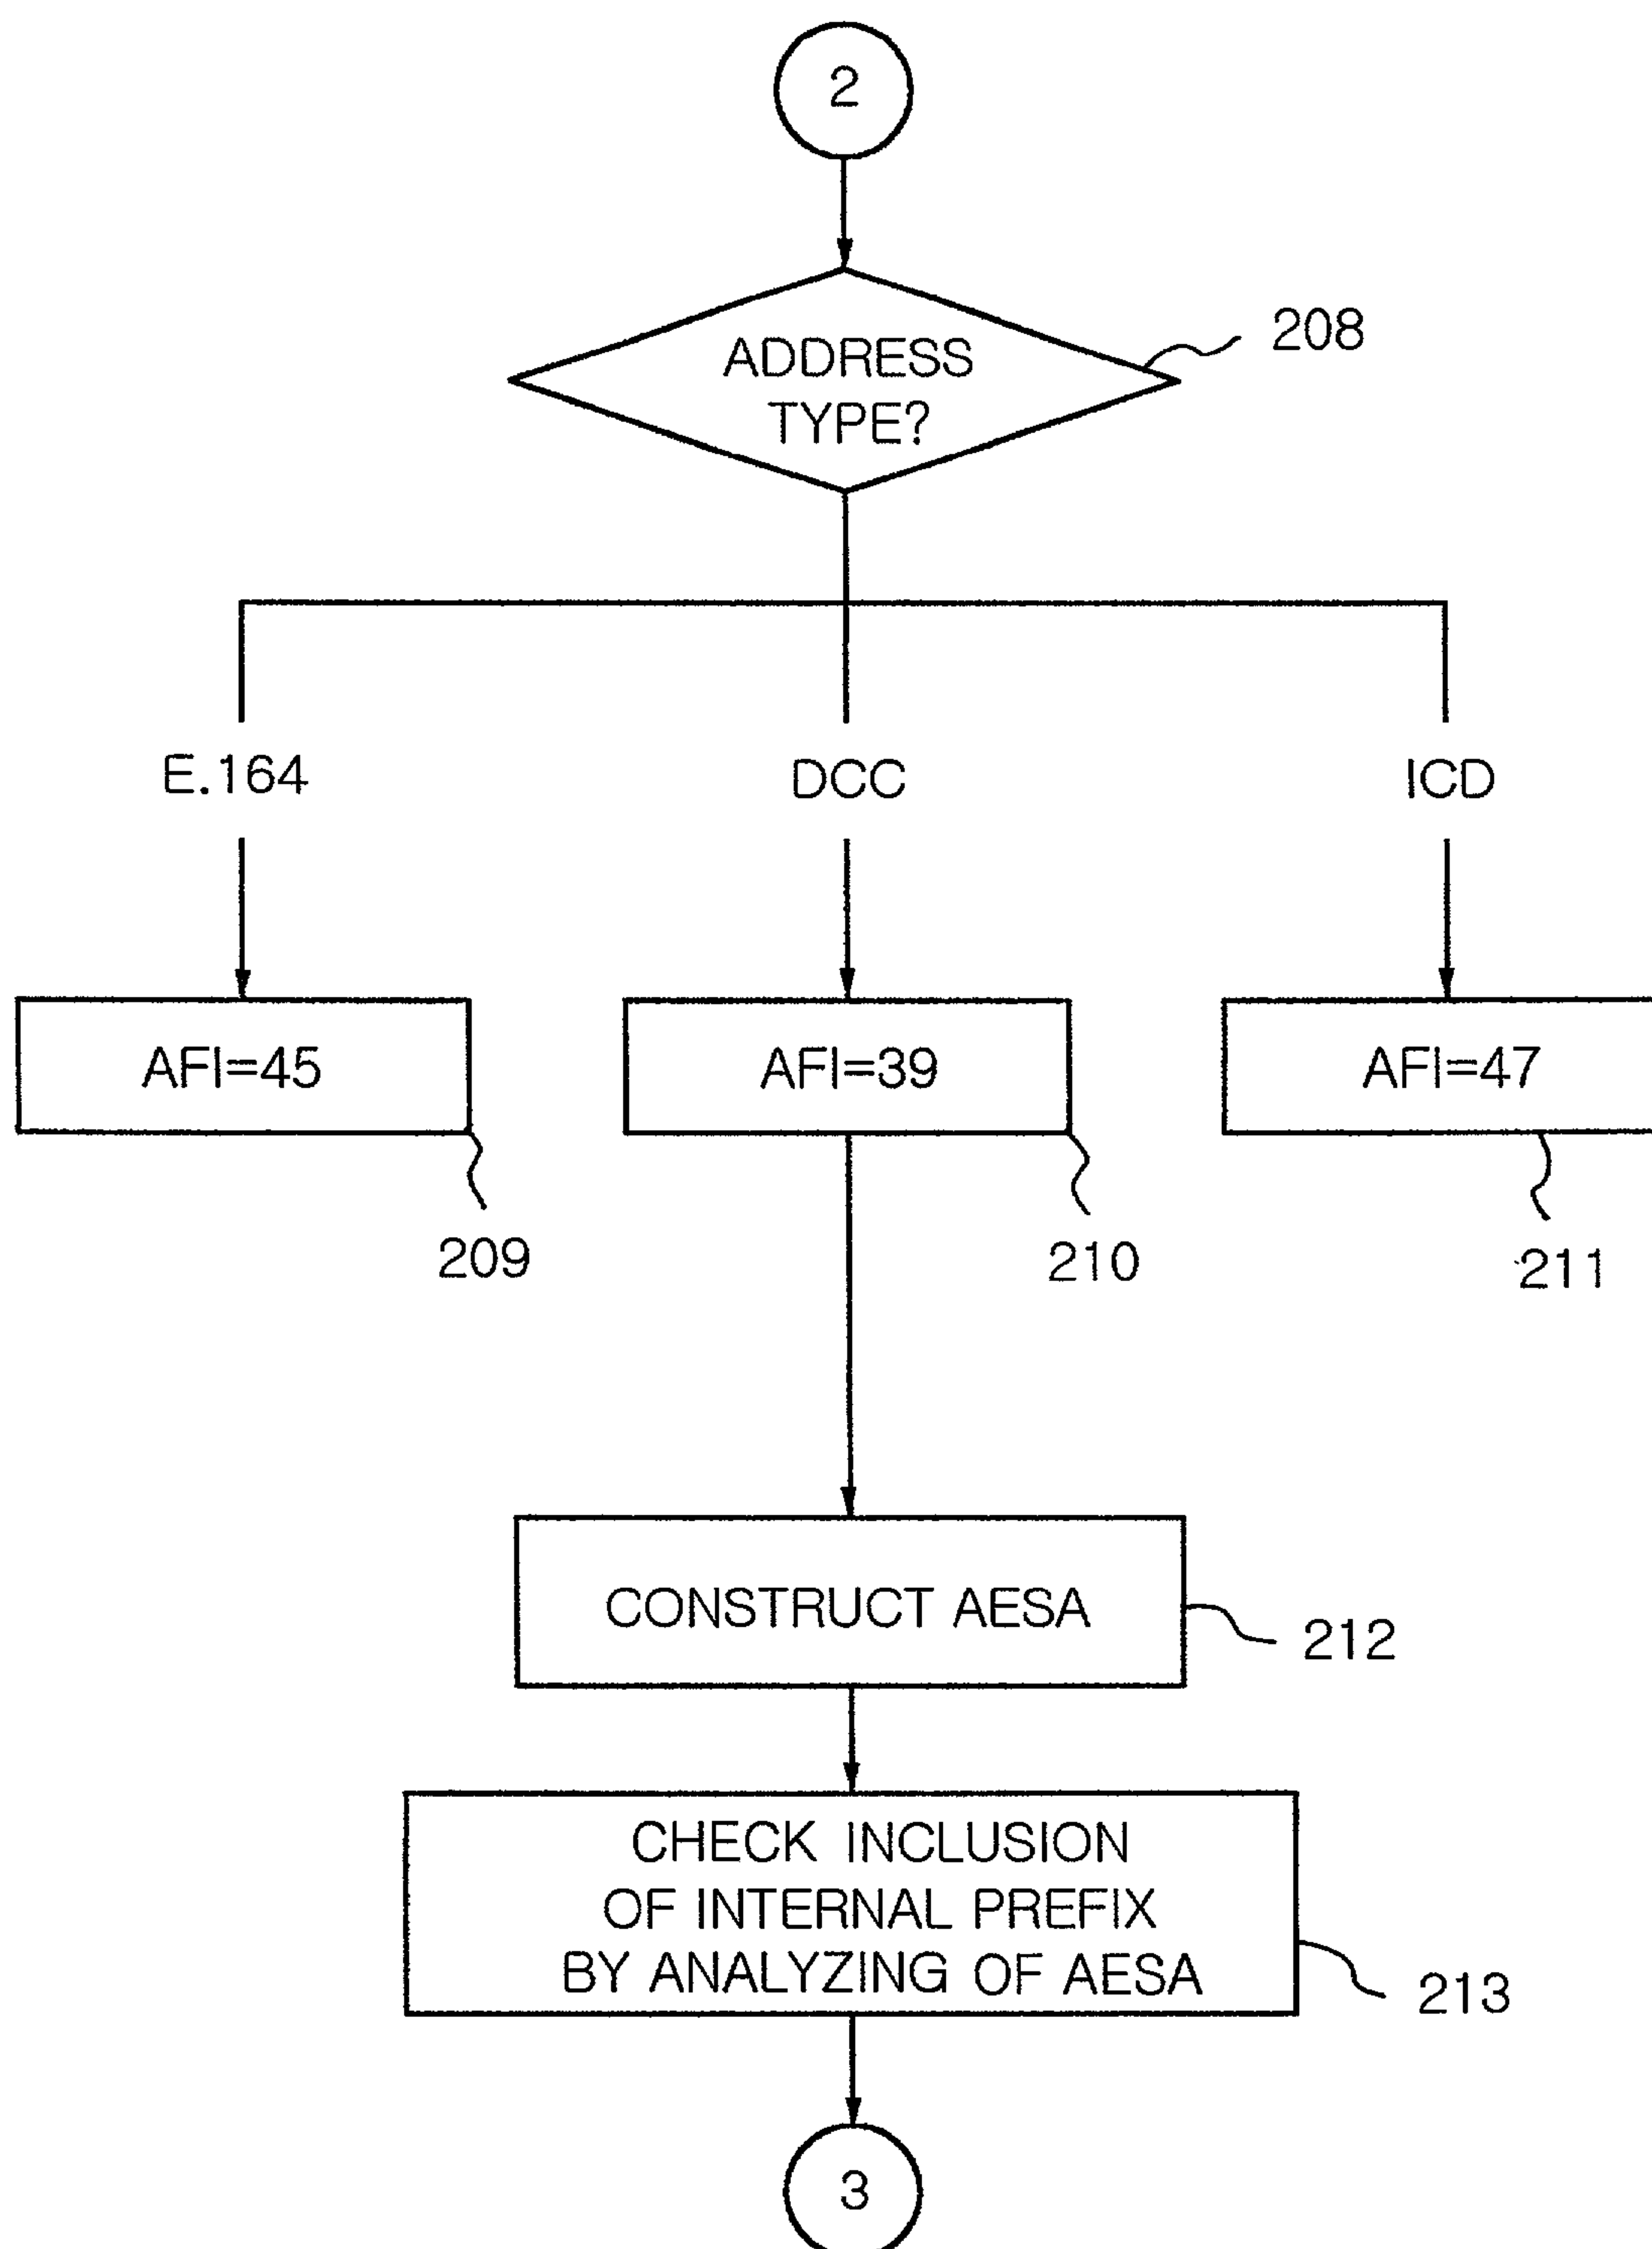 2
ADDRESS
TYPE?
208
E.164
DCC
ICD
AFI=45
AFI=39
AFI=47
209
210
211
CONSTRUCT AESA
212
CHECK INCLUSION
OF INTERNAL PREFIX
BY ANALYZING OF AESA
213
3